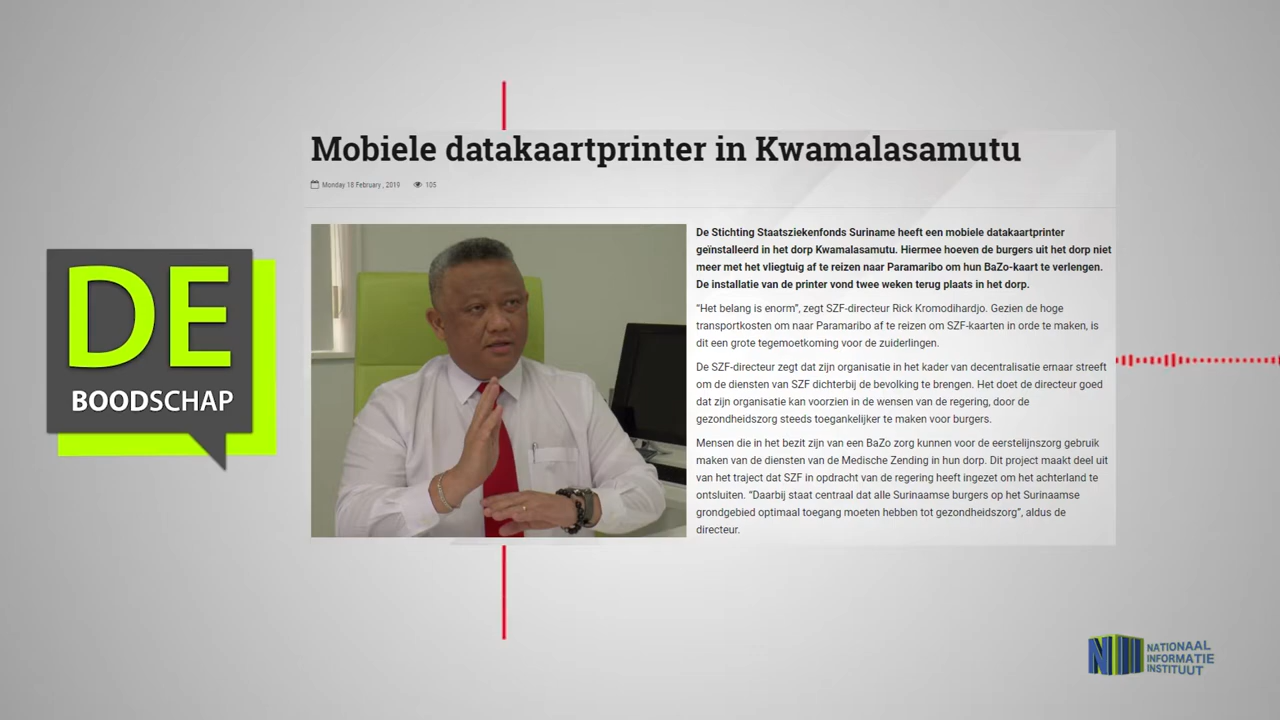 Mobiele datakaartprinter in Kwamalasamutu
Monday 18 February , 2019 105
De Stichting Staatsziekenfonds Suriname heeft een mobiele datakaartprinter
geïnstalleerd in het dorp Kwamalasamutu. Hiermee hoeven de burgers uit het dorp niet
meer met het vliegtuig af te reizen naar Paramaribo om hun BaZo-kaart te verlengen.
De installatie van de printer vond twee weken terug plaats in het dorp.
"Het belang is enorm", zegt SZF-directeur Rick Kromodihardjo. Gezien de hoge
transportkosten om naar Paramaribo af te reizen om SZF-kaarten in orde te maken, is
dit een grote tegemoetkoming voor de zuiderlingen.
De SZF-directeur zegt dat zijn organisatie in het kader van decentralisatie ernaar streeft
om de diensten van SZF dichterbij de bevolking te brengen. Het doet de directeur goed
dat zijn organisatie kan voorzien in de wensen van de regering, door de
gezondheidszorg steeds toegankelijker te maken voor burgers.
Mensen die in het bezit zijn van een BaZo zorg kunnen voor de eerstelijnszorg gebruik
maken van de diensten van de Medische Zending in hun dorp. Dit project maakt deel uit
van het traject dat SZF in opdracht van de regering heeft ingezet om het achterland te
ontsluiten. "Daarbij staat centraal dat alle Surinaamse burgers op het Surinaamse
grondgebied optimaal toegang moeten hebben tot gezondheidszorg", aldus de
directeur.
DE
BOODSCHAP
NII
NATIONAAL
INFORMATIE
INSTITUUT